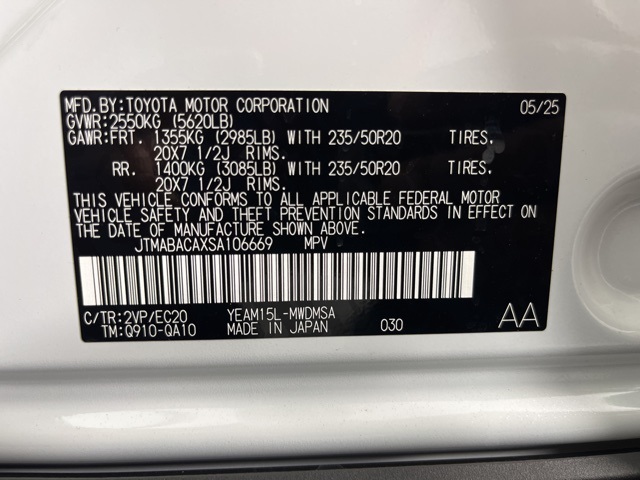 MFD.BY:TOYOTA MOTOR CORPORATION 05/25
GVWR:2550KG (5620LB)
GAWR:FRT. 1355KG (2985LB) WITH 235/50R20 TIRES.
20X7 1/2J RIMS.
RR. 1400KG (3085LB) WITH 235/50R20 TIRES.
20X7 1/2J RIMS.
THIS VEHICLE CONFORMS TO ALL APPLICABLE FEDERAL MOTOR
VEHICLE SAFETY AND THEFT PREVENTION STANDARDS IN EFFECT ON
THE DATE OF MANUFACTURE SHOWN ABOVE.
JTMABACAXSA106669 MPV
C/TR:2VP/EC20 YEAM15L-MWDMSA
TM:Q910-QA10 MADE IN JAPAN 030 AA